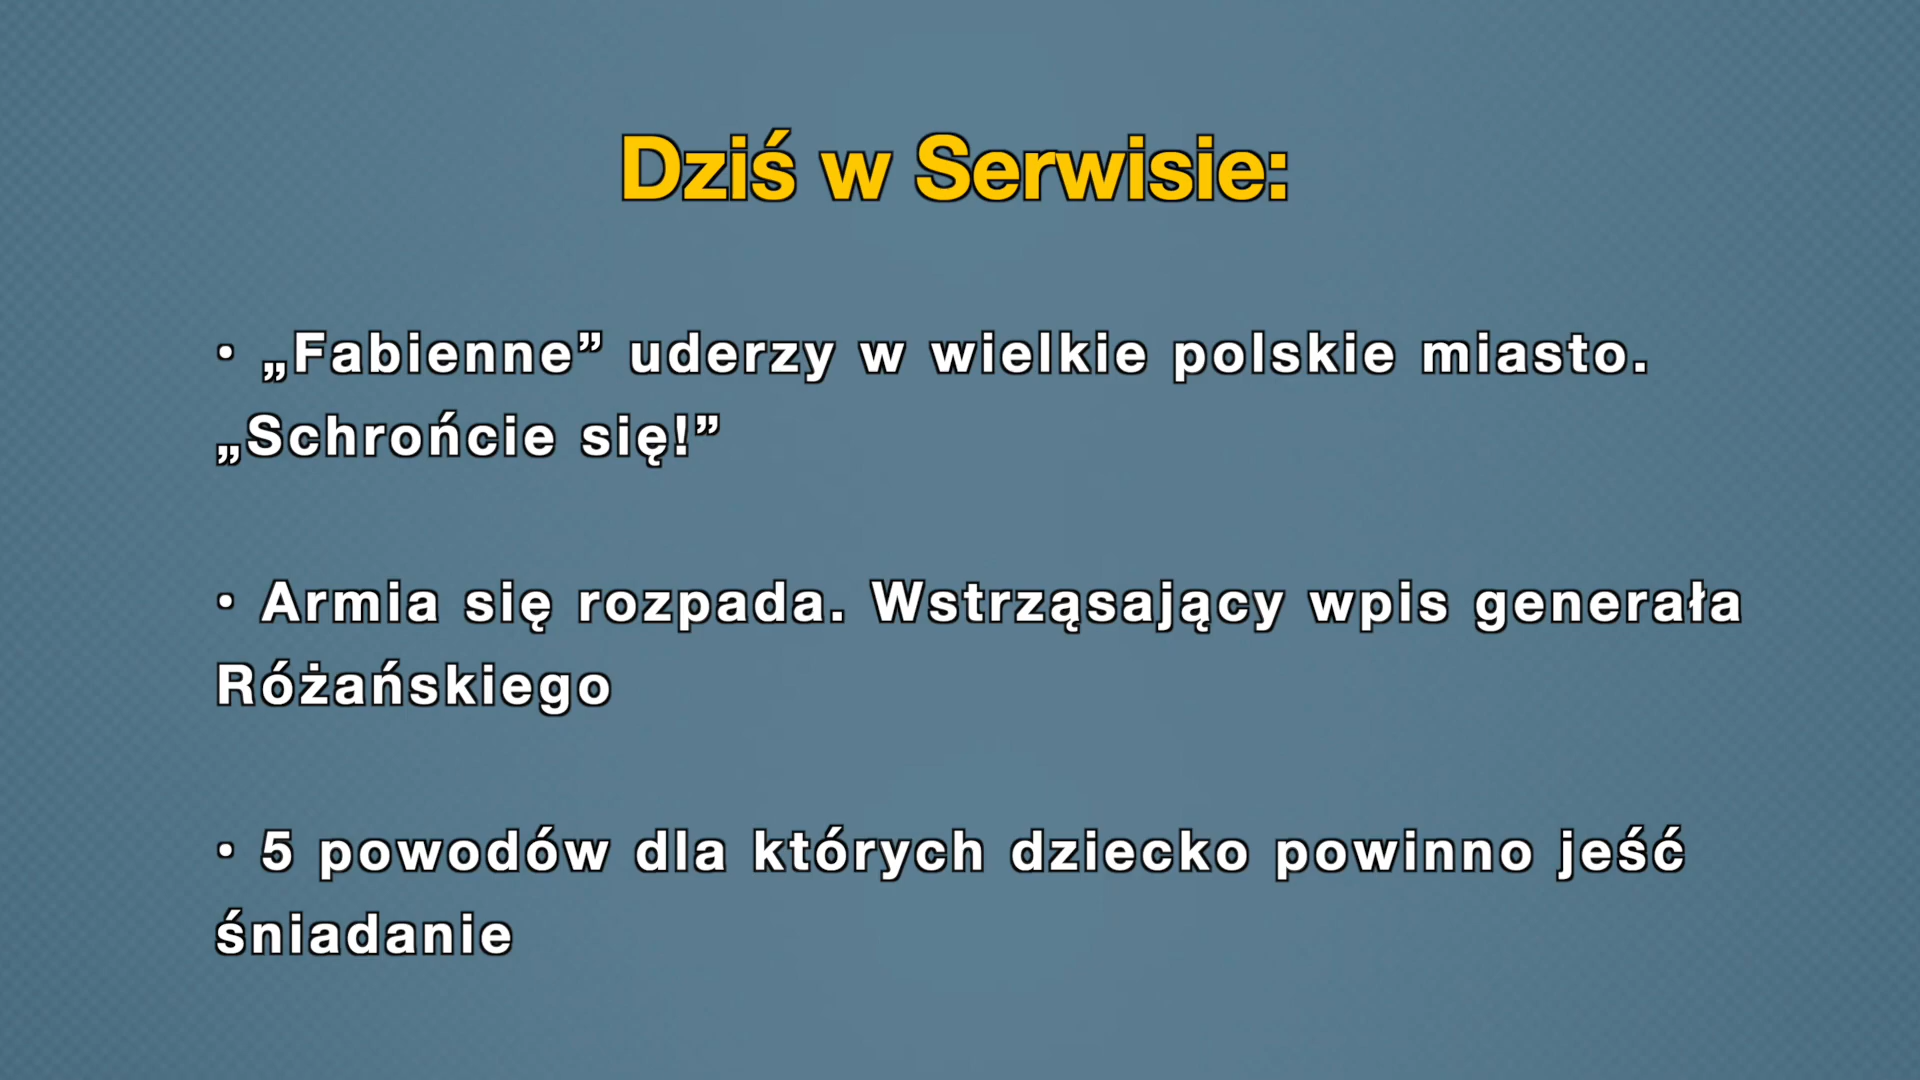 Dziś w Serwisie:
• „Fabienne” uderzy w wielkie polskie miasto.
„Schrońcie się!”
• Armia się rozpada. Wstrząsający wpis generała
Różańskiego
• 5 powodów dla których dziecko powinno jeść
śniadanie